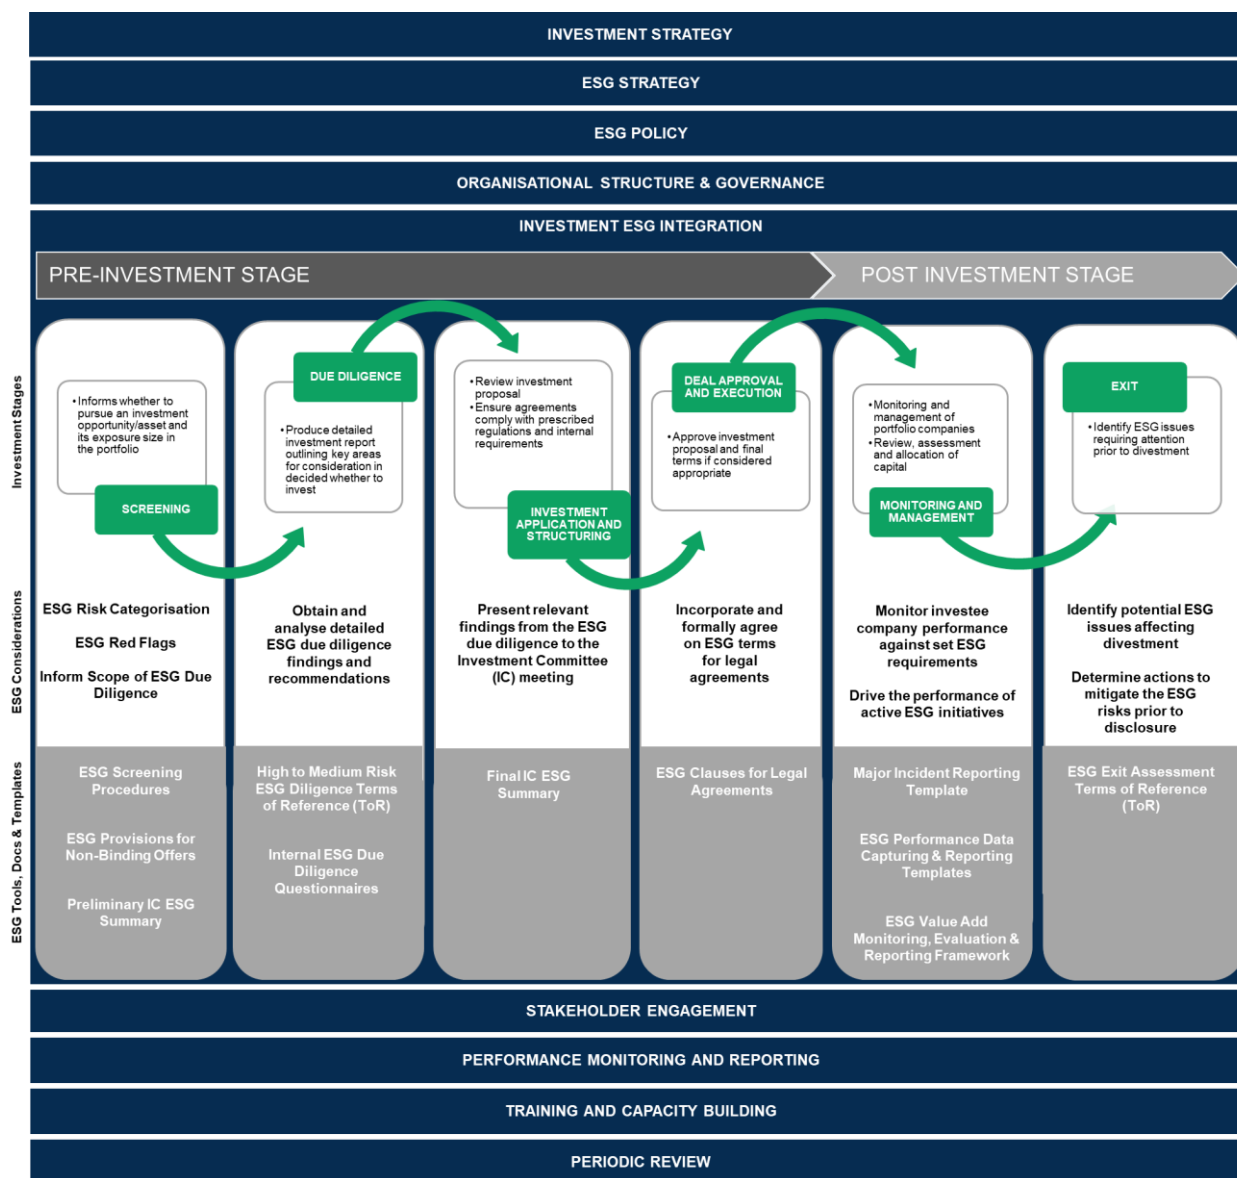 INVESTMENT STRATEGY
ESG STRATEGY
ESG POLICY
ORGANISATIONAL STRUCTURE & GOVERNANCE
INVESTMENT ESG INTEGRATION
PRE-INVESTMENT STAGE
POST INVESTMENT STAGE
Investment Stages
• Informs whether to
pursue an investment
opportunity/asset and
its exposure size in
the portfolio
SCREENING
DUE DILIGENCE
• Produce detailed
investment report
outlining key areas
for consideration in
decided whether to
invest
• Review investment
proposal
• Ensure agreements
comply with prescribed
regulations and internal
requirements
INVESTMENT
APPLICATION AND
STRUCTURING
DEAL APPROVAL
AND EXECUTION
• Approve investment
proposal and final
terms if considered
appropriate
• Monitoring and
management of
portfolio companies
• Review, assessment
and allocation of
capital
MONITORING AND
MANAGEMENT
EXIT
• Identify ESG issues
requiring attention
prior to divestment
ESG Considerations
ESG Risk Categorisation
ESG Red Flags
Inform Scope of ESG Due
Diligence
Obtain and
analyse detailed
ESG due diligence
findings and
recommendations
Present relevant
findings from the ESG
due diligence to the
Investment Committee
(IC) meeting
Incorporate and
formally agree
on ESG terms
for legal
agreements
Monitor investee
company performance
against set ESG
requirements
Drive the performance of
active ESG initiatives
Identify potential ESG
issues affecting
divestment
Determine actions to
mitigate the ESG
risks prior to
disclosure
ESG Tools, Docs & Templates
ESG Screening
Procedures
ESG Provisions for
Non-Binding Offers
Preliminary IC ESG
Summary
High to Medium Risk
ESG Diligence Terms
of Reference (ToR)
Internal ESG Due
Diligence
Questionnaires
Final IC ESG
Summary
ESG Clauses for Legal
Agreements
Major Incident Reporting
Template
ESG Performance Data
Capturing & Reporting
Templates
ESG Value Add
Monitoring, Evaluation &
Reporting Framework
ESG Exit Assessment
Terms of Reference
(ToR)
STAKEHOLDER ENGAGEMENT
PERFORMANCE MONITORING AND REPORTING
TRAINING AND CAPACITY BUILDING
PERIODIC REVIEW